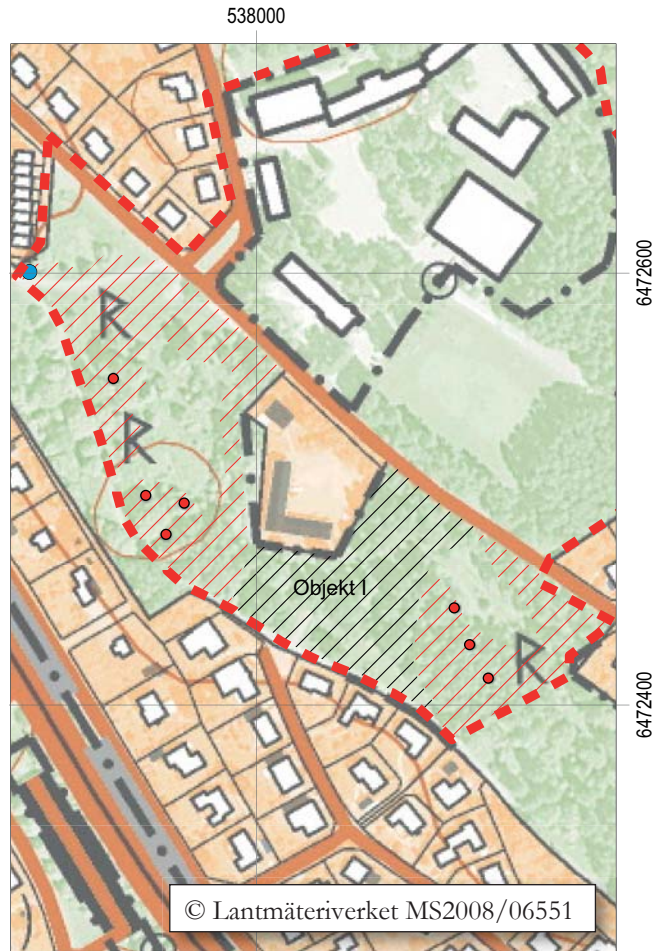 538000
6472600
R
R
Objekt I
R
6472400
© Lantmäteriverket MS2008/06551